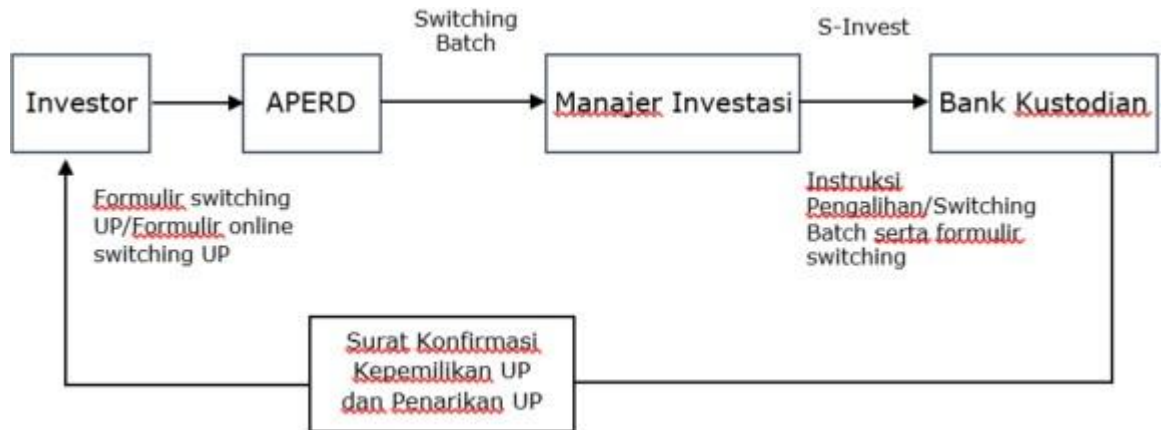 Switching
Batch
S-Invest
Investor
APERD
Manajer Investasi
Bank Kustodian
Formulir switching
UP/Formulir online
switching UP
Instruksi
Pengalihan/Switching
Batch serta formulir
switching
Surat Konfirmasi
Kepemilikan UP
dan Penarikan UP